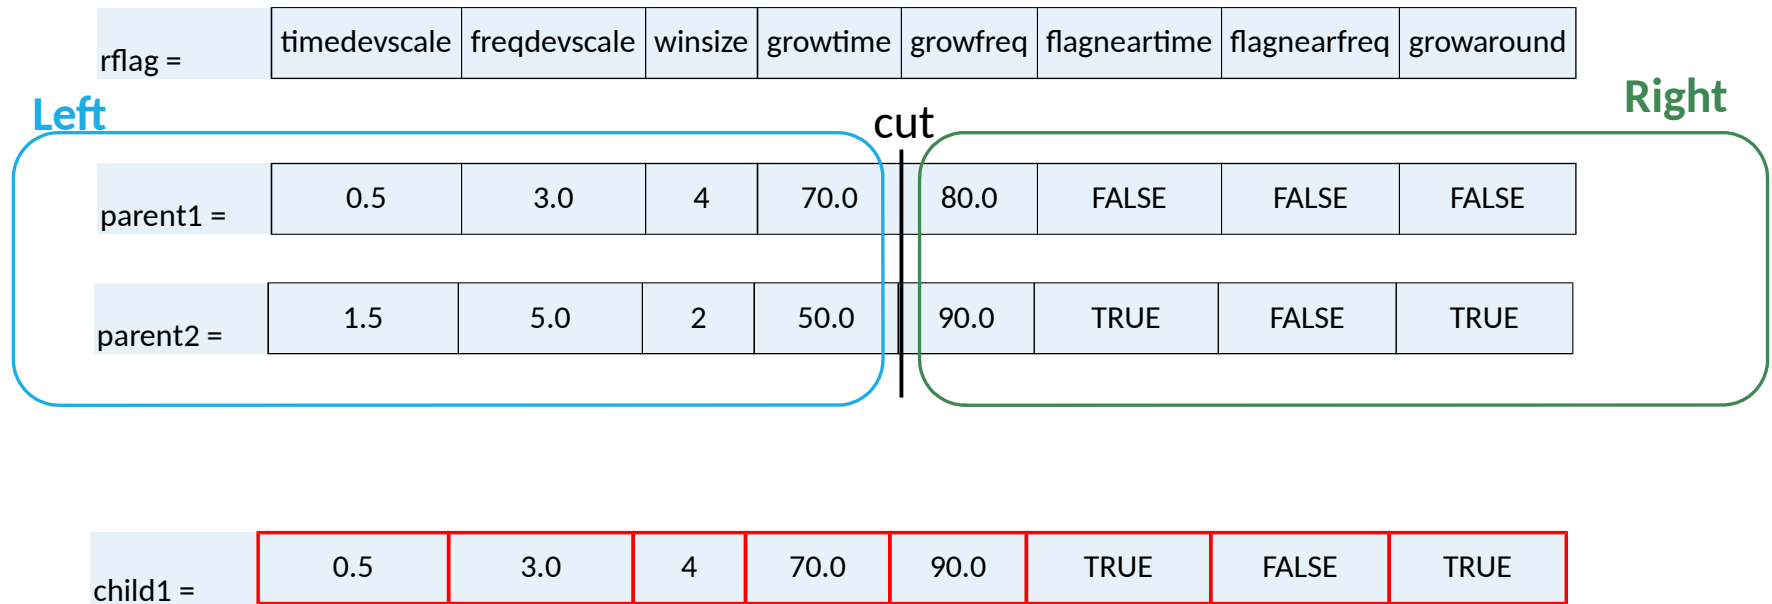 rflag = timedevscale freqdevscale winsize growtime growfreq flagneartime flagnearfreq growaround
Left cut Right
parent1 = 0.5 3.0 4 70.0 80.0 FALSE FALSE FALSE
parent2 = 1.5 5.0 2 50.0 90.0 TRUE FALSE TRUE
child1 = 0.5 3.0 4 70.0 90.0 TRUE FALSE TRUE